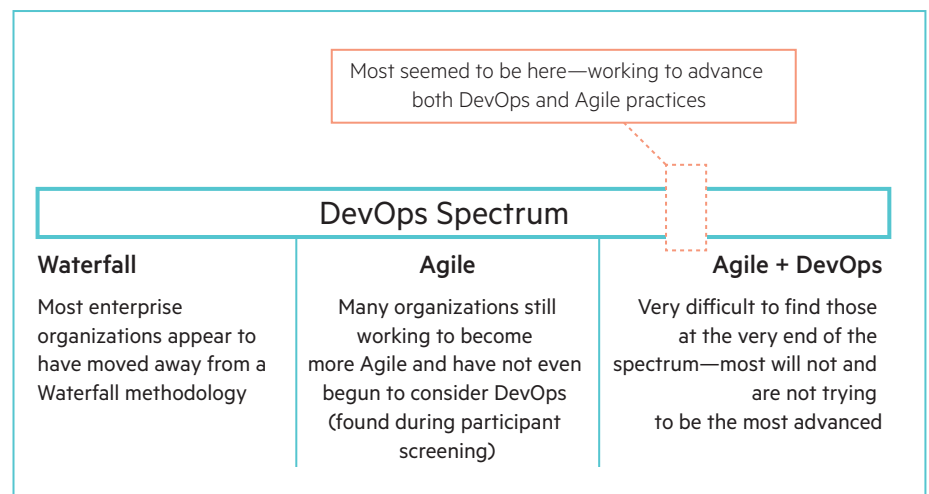 Most seemed to be here—working to advance
both DevOps and Agile practices
DevOps Spectrum
Waterfall
Most enterprise
organizations appear to
have moved away from a
Waterfall methodology
Agile
Many organizations still
working to become
more Agile and have not even
begun to consider DevOps
(found during participant
screening)
Agile + DevOps
Very difficult to find those
at the very end of the
spectrum—most will not and
are not trying
to be the most advanced